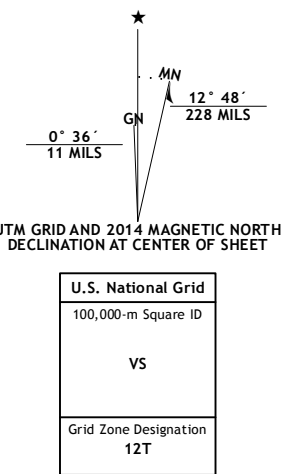 MN
GN
12° 48´
228 MILS
0° 36´
11 MILS
UTM GRID AND 2014 MAGNETIC NORTH
DECLINATION AT CENTER OF SHEET
U.S. National Grid
100,000-m Square ID
VS
Grid Zone Designation
12T